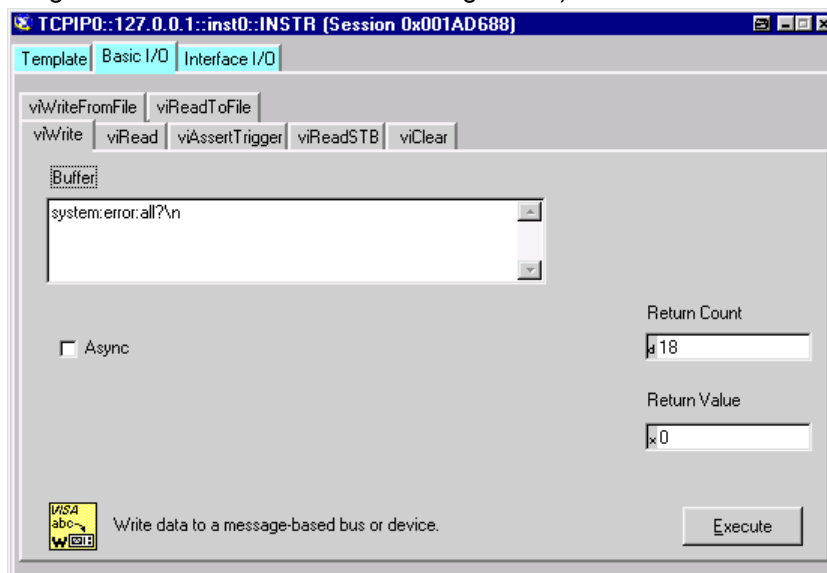 TCPIP0::127.0.0.1::inst0::INSTR (Session 0x001AD688)
Template Basic I/O Interface I/O
viWriteFromFile viReadToFile
viWrite viRead viAssertTrigger viReadSTB viClear
Buffer
system:error:all?\n
Return Count
Async
d 18
Return Value
x 0
VISA
abc
W
Write data to a message-based bus or device.
Execute